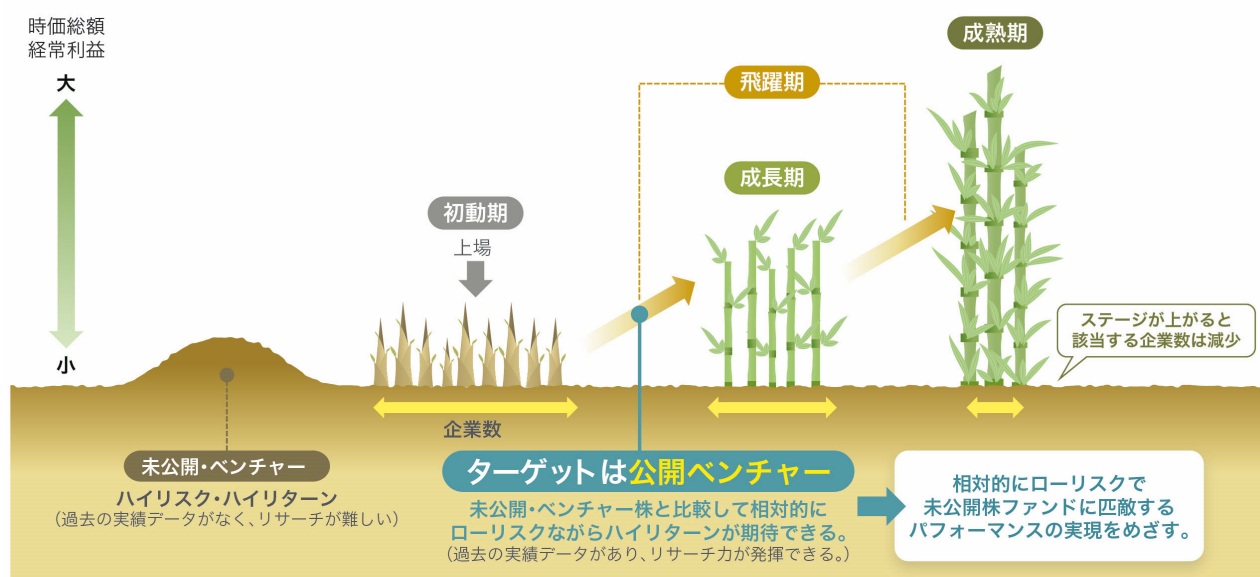 時価総額
経常利益
大
小
初動期
上場
飛躍期
成長期
成熟期
ステージが上がると
該当する企業数は減少
企業数
未公開・ベンチャー
ハイリスク・ハイリターン
(過去の実績データがなく、リサーチが難しい)
ターゲットは公開ベンチャー
未公開・ベンチャー株と比較して相対的に
ローリスクながらハイリターンが期待できる。
(過去の実績データがあり、リサーチ力が発揮できる。)
相対的にローリスクで
未公開株ファンドに匹敵する
パフォーマンスの実現をめざす。